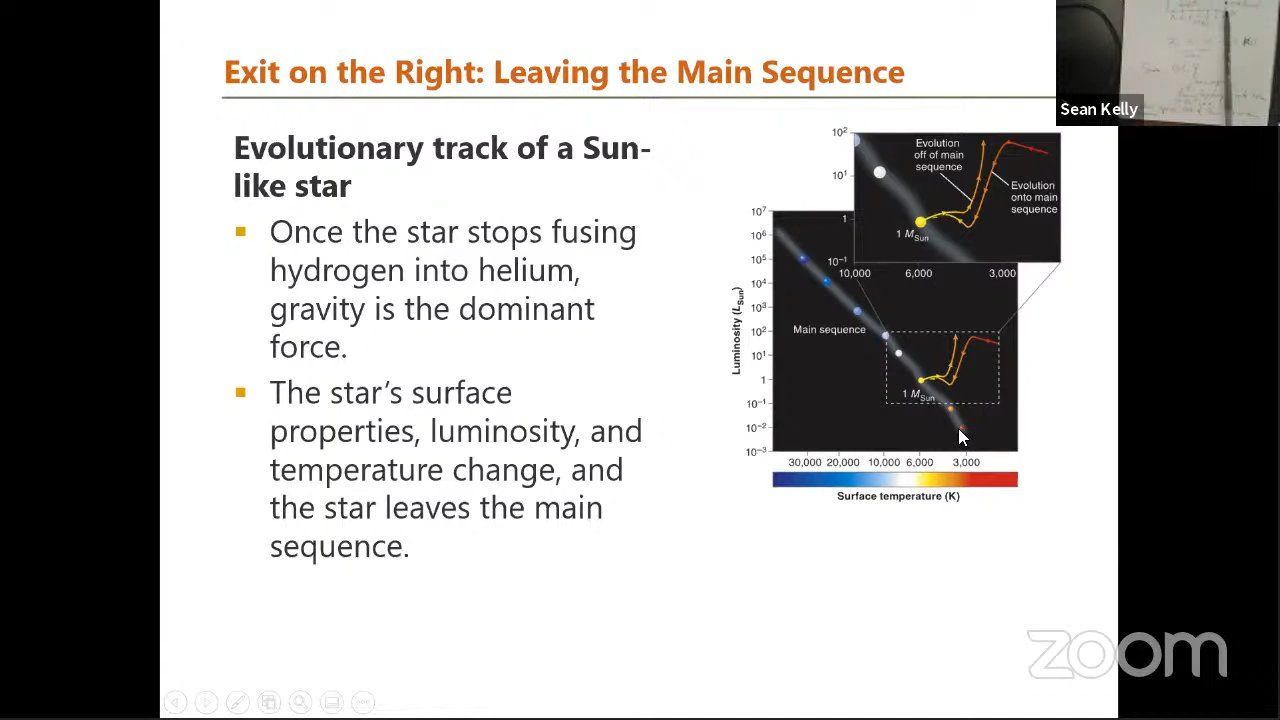 Exit on the Right: Leaving the Main Sequence
Sean Kelly
Evolutionary track of a Sun-
like star
Once the star stops fusing
hydrogen into helium,
gravity is the dominant
force.
The star’s surface
properties, luminosity, and
temperature change, and
the star leaves the main
sequence.
10²
10¹
1
10⁻¹
Evolution
off of main
sequence
Evolution
onto main
sequence
1 MSun
10,000 6,000 3,000
10⁷
10⁶
10⁵
10⁴
10³
10²
10¹
1
10⁻¹
10⁻²
10⁻³
Luminosity (LSun)
Main sequence
1 MSun
30,000 20,000 10,000 6,000 3,000
Surface temperature (K)
zoom